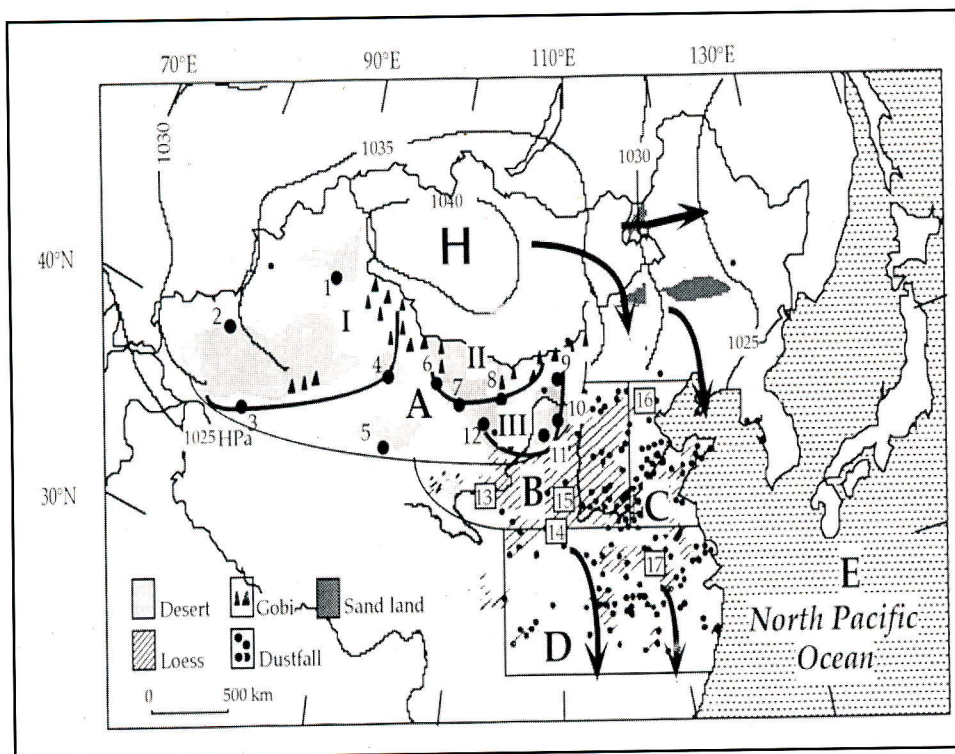 70°E 90°E 110°E 130°E
1030
1035
1030
1040
H
40°N
1
I
2
1025
4
6
II
8
9
7
A
3
16
10
12
III
1025 HPa
5
11
30°N
13
B
15
C
14
17
E
Desert Gobi Sand land
North Pacific
Ocean
Loess Dustfall
D
0 500 km